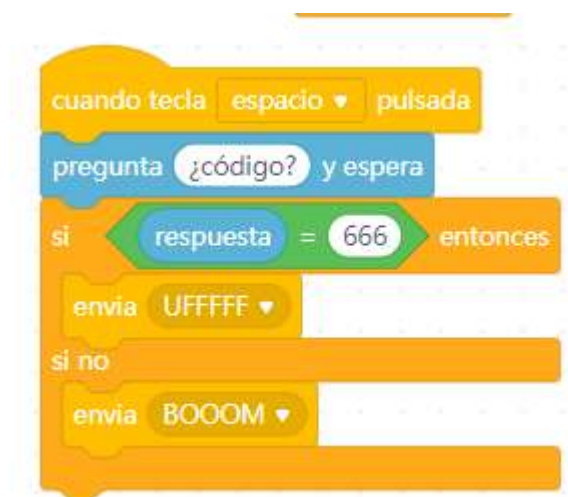 cuando tecla espacio pulsada
pregunta ¿código? y espera
si respuesta = 666 entonces
envia UFFFFF
si no
envia BOOOM